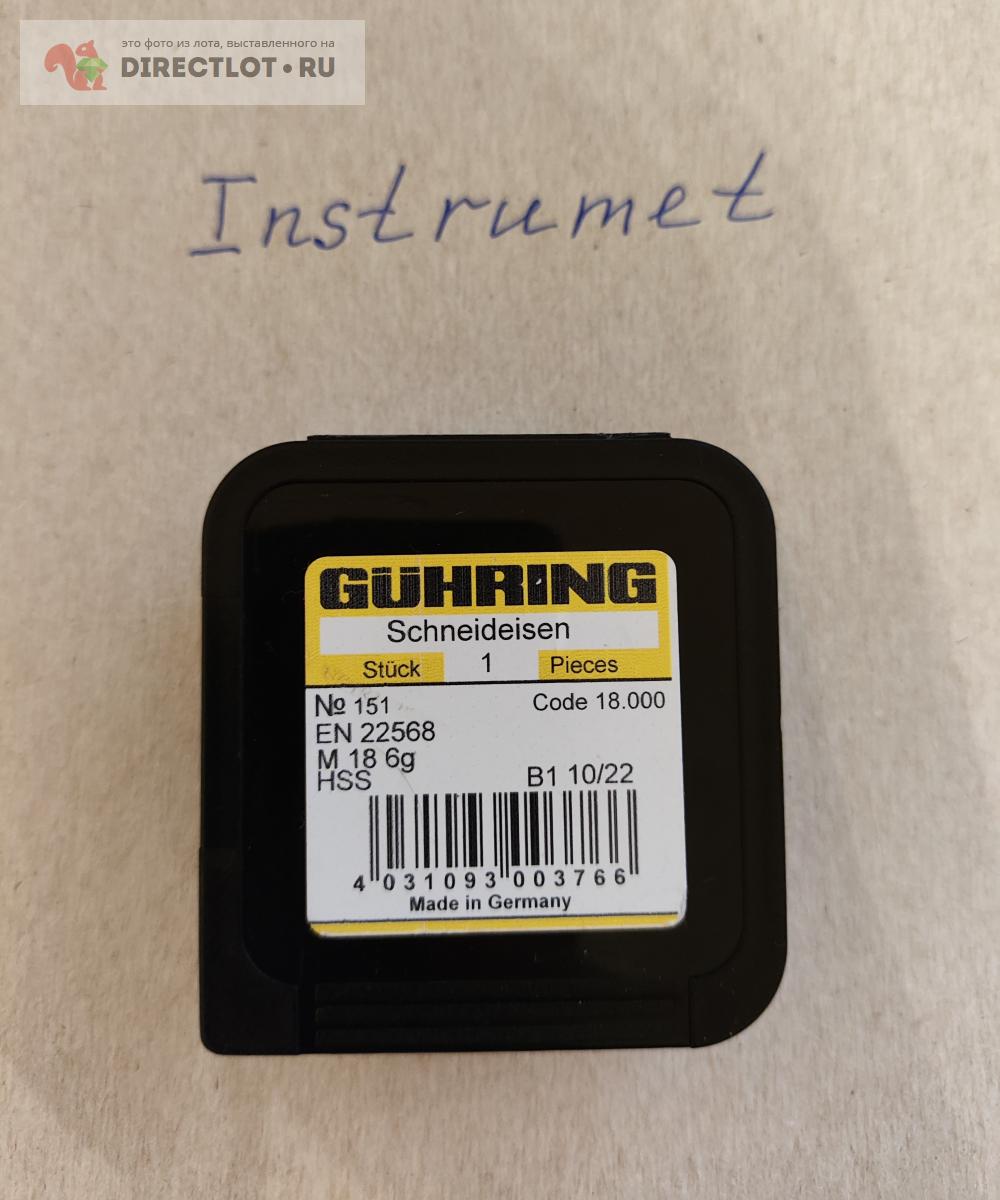 это фото из лота, выставленного на
DIRECTLOT•RU
Instrumet
GÜHRING
Schneideisen
Stück 1 Pieces
№ 151 Code 18.000
EN 22568
M 18 6g
HSS B1 10/22
4 031093 003766
Made in Germany